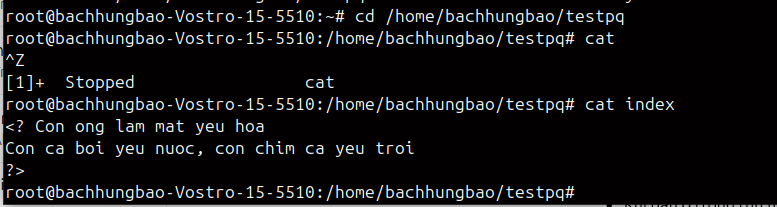 root@bachhungbao-Vostro-15-5510:~# cd /home/bachhungbao/testpq
root@bachhungbao-Vostro-15-5510:/home/bachhungbao/testpq# cat
^Z
[1]+  Stopped                 cat
root@bachhungbao-Vostro-15-5510:/home/bachhungbao/testpq# cat index
<? Con ong lam mat yeu hoa
Con ca boi yeu nuoc, con chim ca yeu troi
?>
root@bachhungbao-Vostro-15-5510:/home/bachhungbao/testpq#